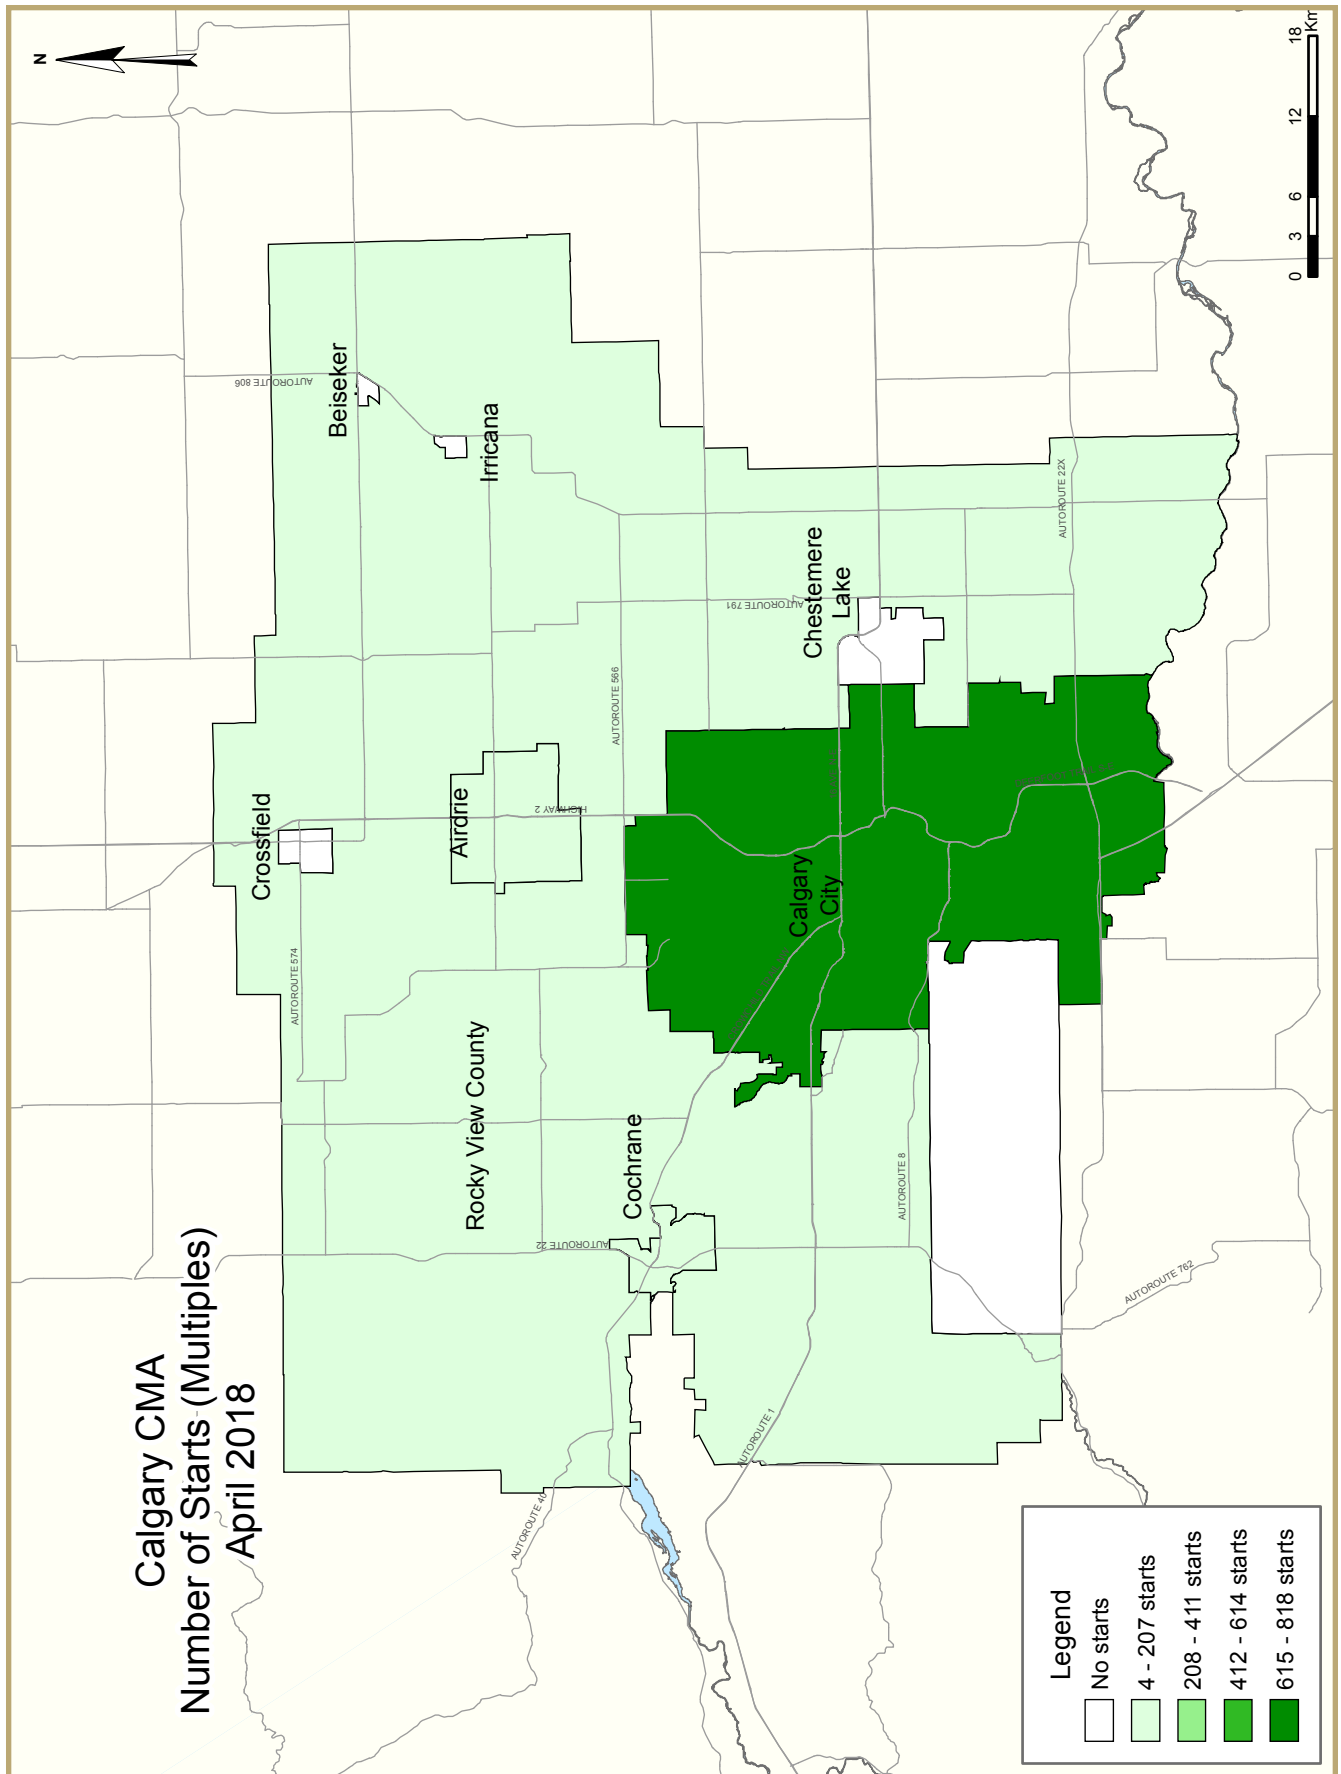 Calgary CMA
Number of Starts (Multiples)
April 2018
N
Crossfield
Beiseker
Irricana
Airdrie
Rocky View County
Cochrane
Calgary
City
Chestemere
Lake
AUTOROUTE 806
AUTOROUTE 574
AUTOROUTE 566
HIGHWAY 2
AUTOROUTE 791
AUTOROUTE 22X
AUTOROUTE 22
AUTOROUTE 8
AUTOROUTE 762
AUTOROUTE 1
AUTOROUTE 40
Legend
No starts
4 - 207 starts
208 - 411 starts
412 - 614 starts
615 - 818 starts
0 3 6 12 18
Km